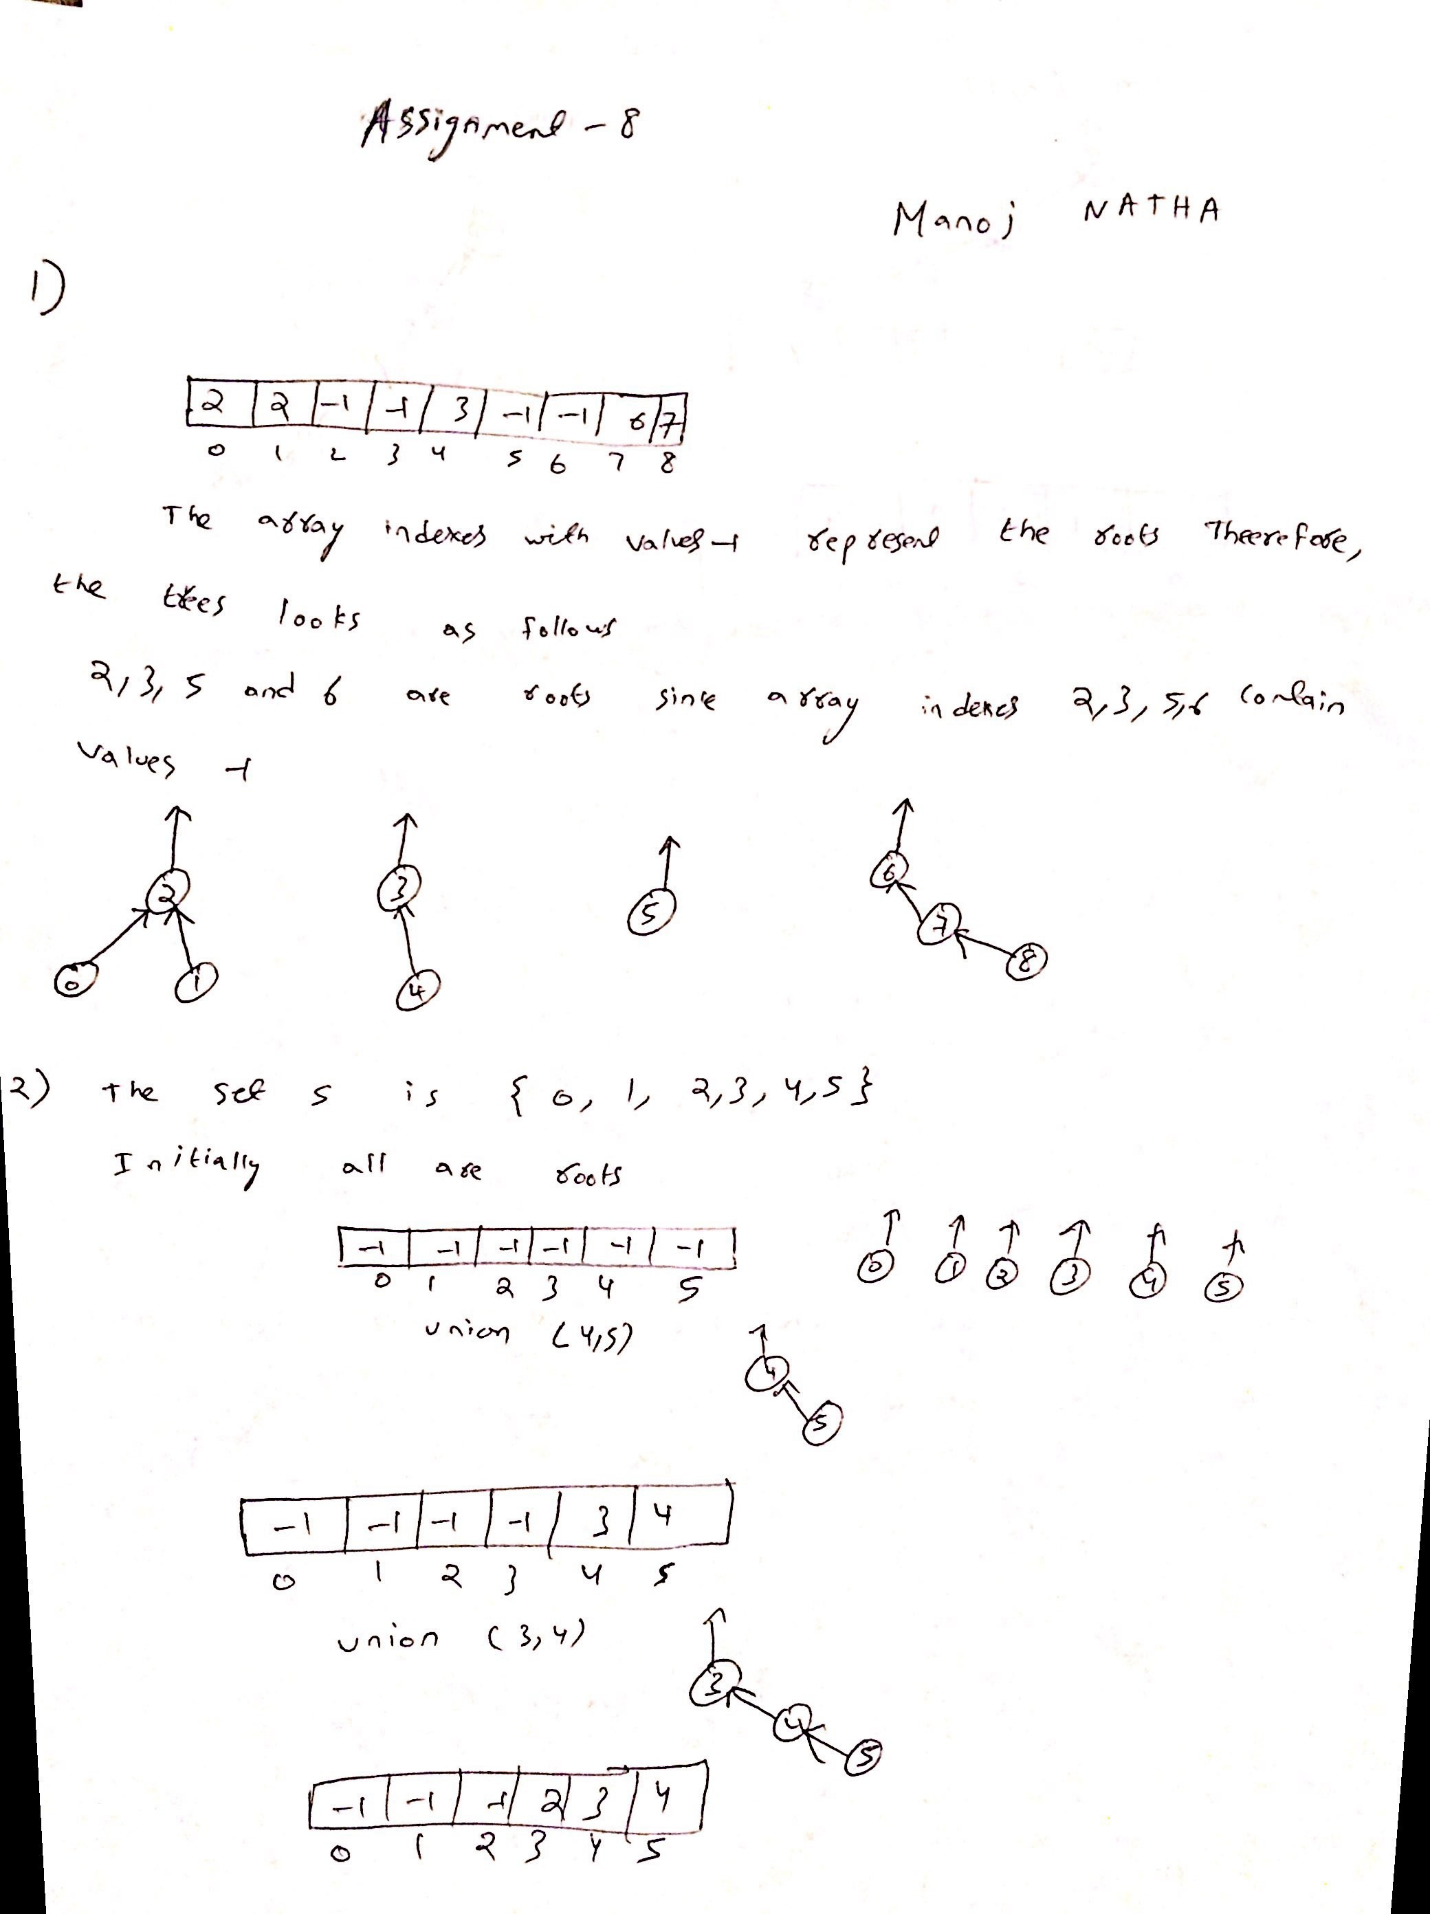 Assignment - 8
Manoj NATHA
1)
2 2 -1 -1 3 -1 -1 6 7
0 1 2 3 4 5 6 7 8
The array indexes with values -1 represent the roots Theerefore,
the trees looks as follows
2,3, 5 and 6 are roots sinse array indexes 2,3, 5,6 contain
values -1
2 3 5 6
0 1 4 7 8
2) The set s is { 0, 1, 2,3, 4,5 }
Initially all are roots
-1 -1 -1 -1 -1 -1
0 1 2 3 4 5
0 1 2 3 4 5
union (4,5)
4
5
-1 -1 -1 -1 3 4
0 1 2 3 4 5
union (3,4)
3
4
5
-1 -1 -1 2 3 4
0 1 2 3 4 5